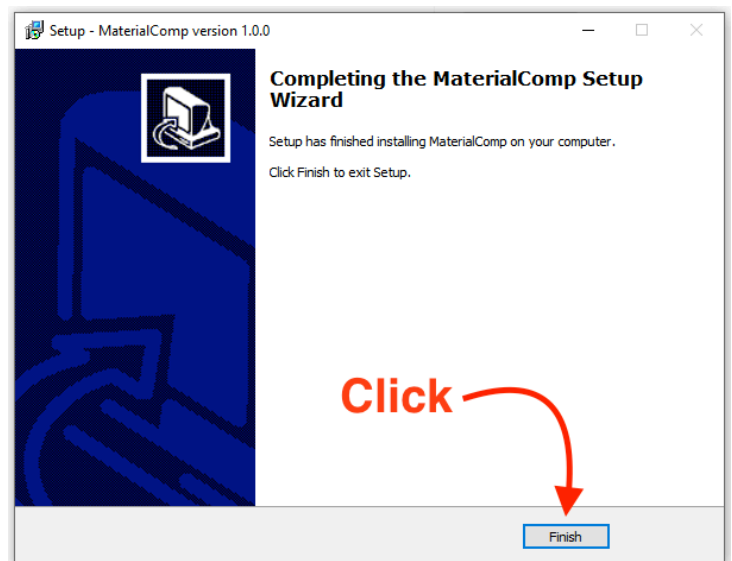 Setup - MaterialComp version 1.0.0
Completing the MaterialComp Setup
Wizard
Setup has finished installing MaterialComp on your computer.
Click Finish to exit Setup.
Click
Finish